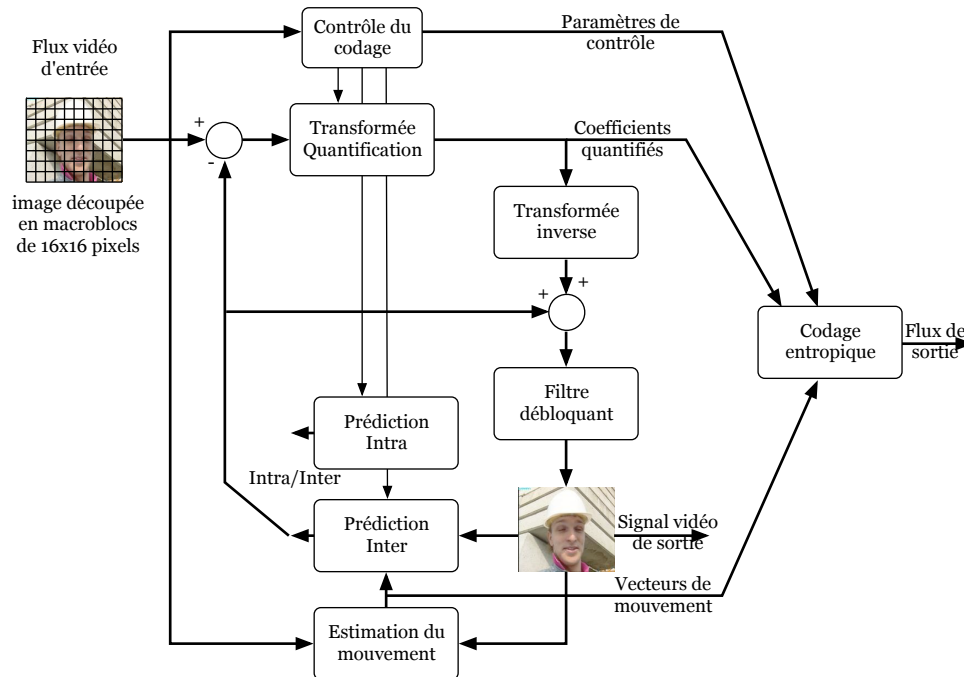 Contrôle du
codage
Paramètres de
contrôle
Flux vidéo
d'entrée
+
-
Transformée
Quantification
Coefficients
quantifiés
image découpée
en macroblocs
de 16x16 pixels
Transformée
inverse
+
+
Codage
entropique
Flux de
sortie
Filtre
débloquant
Prédiction
Intra
Intra/Inter
Prédiction
Inter
Signal vidéo
de sortie
Vecteurs de
mouvement
Estimation du
mouvement